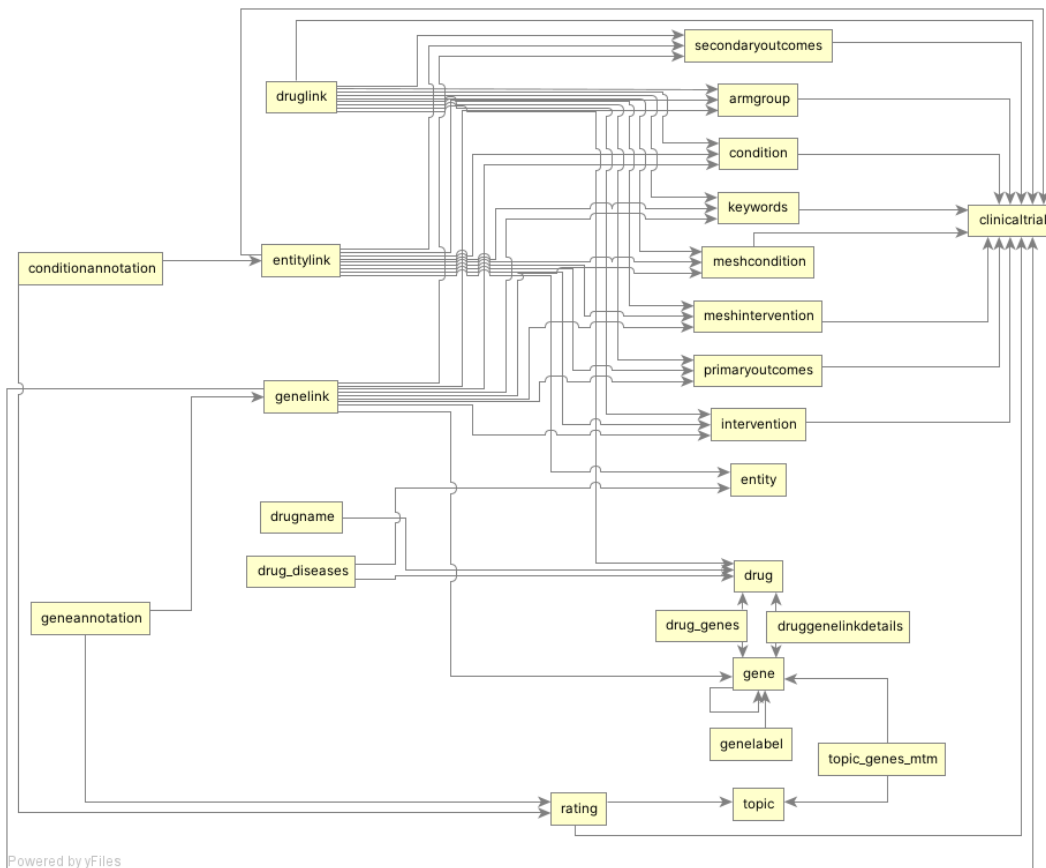 secondaryoutcomes
druglink
armgroup
condition
keywords
clinicaltrial
entitylink
conditionannotation
meshcondition
meshintervention
primaryoutcomes
genelink
intervention
entity
drugname
drug_diseases
drug
geneannotation
drug_genes
druggenelinkdetails
gene
genelabel
topic_genes_mtm
rating
topic
Powered by yFiles